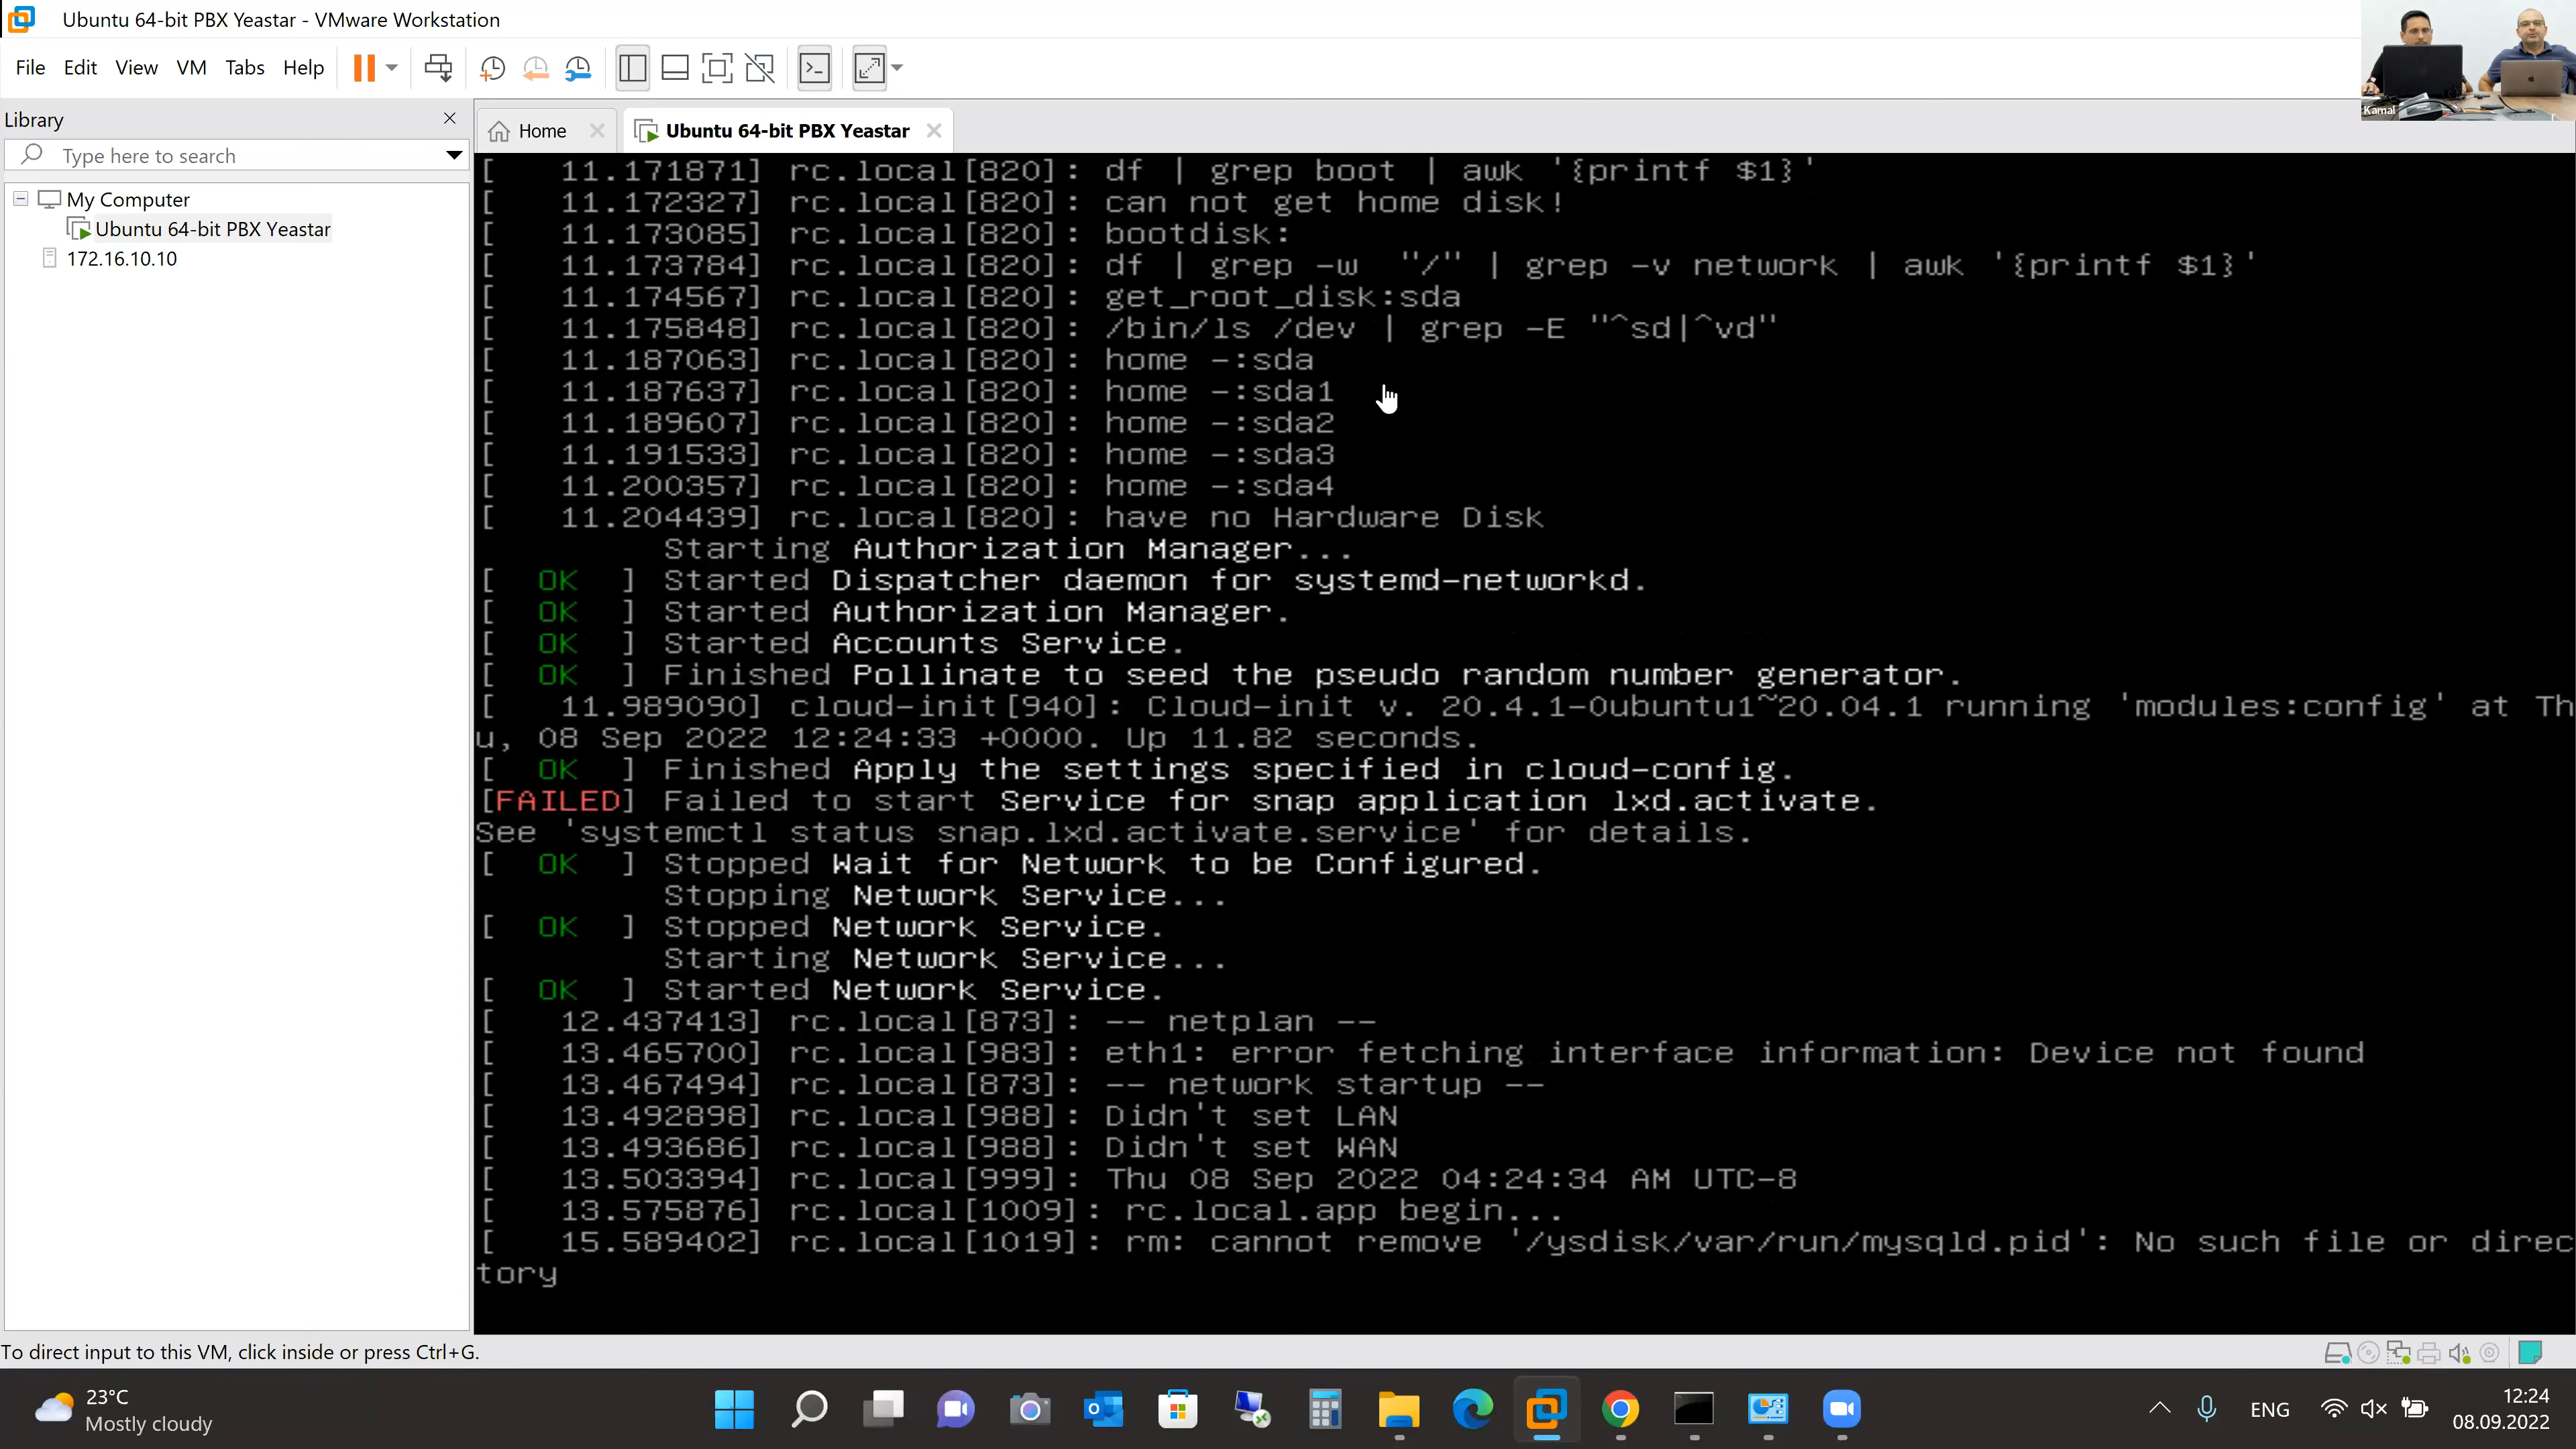 Ubuntu 64-bit PBX Yeastar - VMware Workstation
File Edit View VM Tabs Help
Kamal
Library
Type here to search
My Computer
Ubuntu 64-bit PBX Yeastar
172.16.10.10
Home
Ubuntu 64-bit PBX Yeastar
[ 11.171871] rc.local[820]: df | grep boot | awk '{printf $1}'
[ 11.172327] rc.local[820]: can not get home disk!
[ 11.173085] rc.local[820]: bootdisk:
[ 11.173784] rc.local[820]: df | grep -w "/" | grep -v network | awk '{printf $1}'
[ 11.174567] rc.local[820]: get_root_disk:sda
[ 11.175848] rc.local[820]: /bin/ls /dev | grep -E "^sd|^vd"
[ 11.187063] rc.local[820]: home -:sda
[ 11.187637] rc.local[820]: home -:sda1
[ 11.189607] rc.local[820]: home -:sda2
[ 11.191533] rc.local[820]: home -:sda3
[ 11.200357] rc.local[820]: home -:sda4
[ 11.204439] rc.local[820]: have no Hardware Disk
Starting Authorization Manager...
[ OK ] Started Dispatcher daemon for systemd-networkd.
[ OK ] Started Authorization Manager.
[ OK ] Started Accounts Service.
[ OK ] Finished Pollinate to seed the pseudo random number generator.
[ 11.989090] cloud-init[940]: Cloud-init v. 20.4.1-0ubuntu1~20.04.1 running 'modules:config' at Th
u, 08 Sep 2022 12:24:33 +0000. Up 11.82 seconds.
[ OK ] Finished Apply the settings specified in cloud-config.
[FAILED] Failed to start Service for snap application lxd.activate.
See 'systemctl status snap.lxd.activate.service' for details.
[ OK ] Stopped Wait for Network to be Configured.
Stopping Network Service...
[ OK ] Stopped Network Service.
Starting Network Service...
[ OK ] Started Network Service.
[ 12.437413] rc.local[873]: -- netplan --
[ 13.465700] rc.local[983]: eth1: error fetching interface information: Device not found
[ 13.467494] rc.local[873]: -- network startup --
[ 13.492898] rc.local[988]: Didn't set LAN
[ 13.493686] rc.local[988]: Didn't set WAN
[ 13.503394] rc.local[999]: Thu 08 Sep 2022 04:24:34 AM UTC-8
[ 13.575876] rc.local[1009]: rc.local.app begin...
[ 15.589402] rc.local[1019]: rm: cannot remove '/ysdisk/var/run/mysqld.pid': No such file or direc
tory
To direct input to this VM, click inside or press Ctrl+G.
23°C
Mostly cloudy
ENG
12:24
08.09.2022